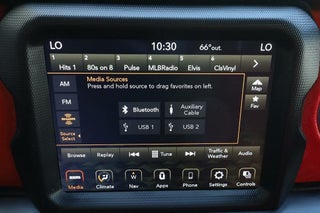 LO 10:30 66°out. LO
1 2 3 4 5 6
Hits 1 80s on 8 Pulse MLBRadio Elvis ClsVinyl
AM
Media Sources
Press and hold source to drag favorites on left.
Map
FM
Bluetooth Auxiliary Cable
Fav
USB 1 USB 2
Source Select
Browse Replay Tune Traffic & Weather Audio
Media Climate Nav Apps Phone Settings Controls